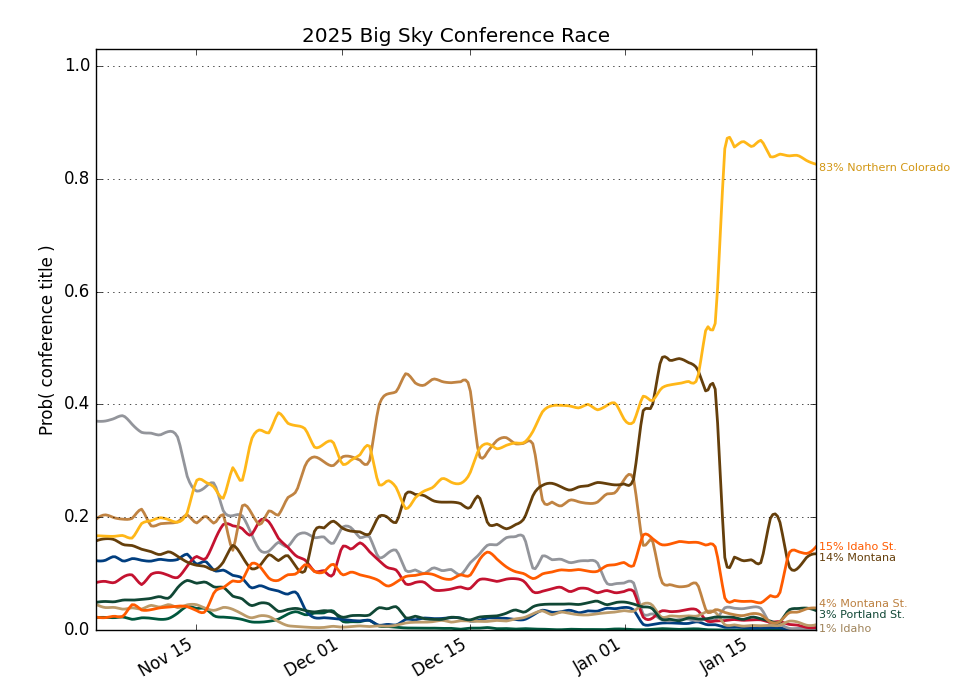 2025 Big Sky Conference Race
Prob( conference title )
1.0
0.8
0.6
0.4
0.2
0.0
Nov 15
Dec 01
Dec 15
Jan 01
Jan 15
83% Northern Colorado
15% Idaho St.
14% Montana
4% Montana St.
3% Portland St.
1% Idaho